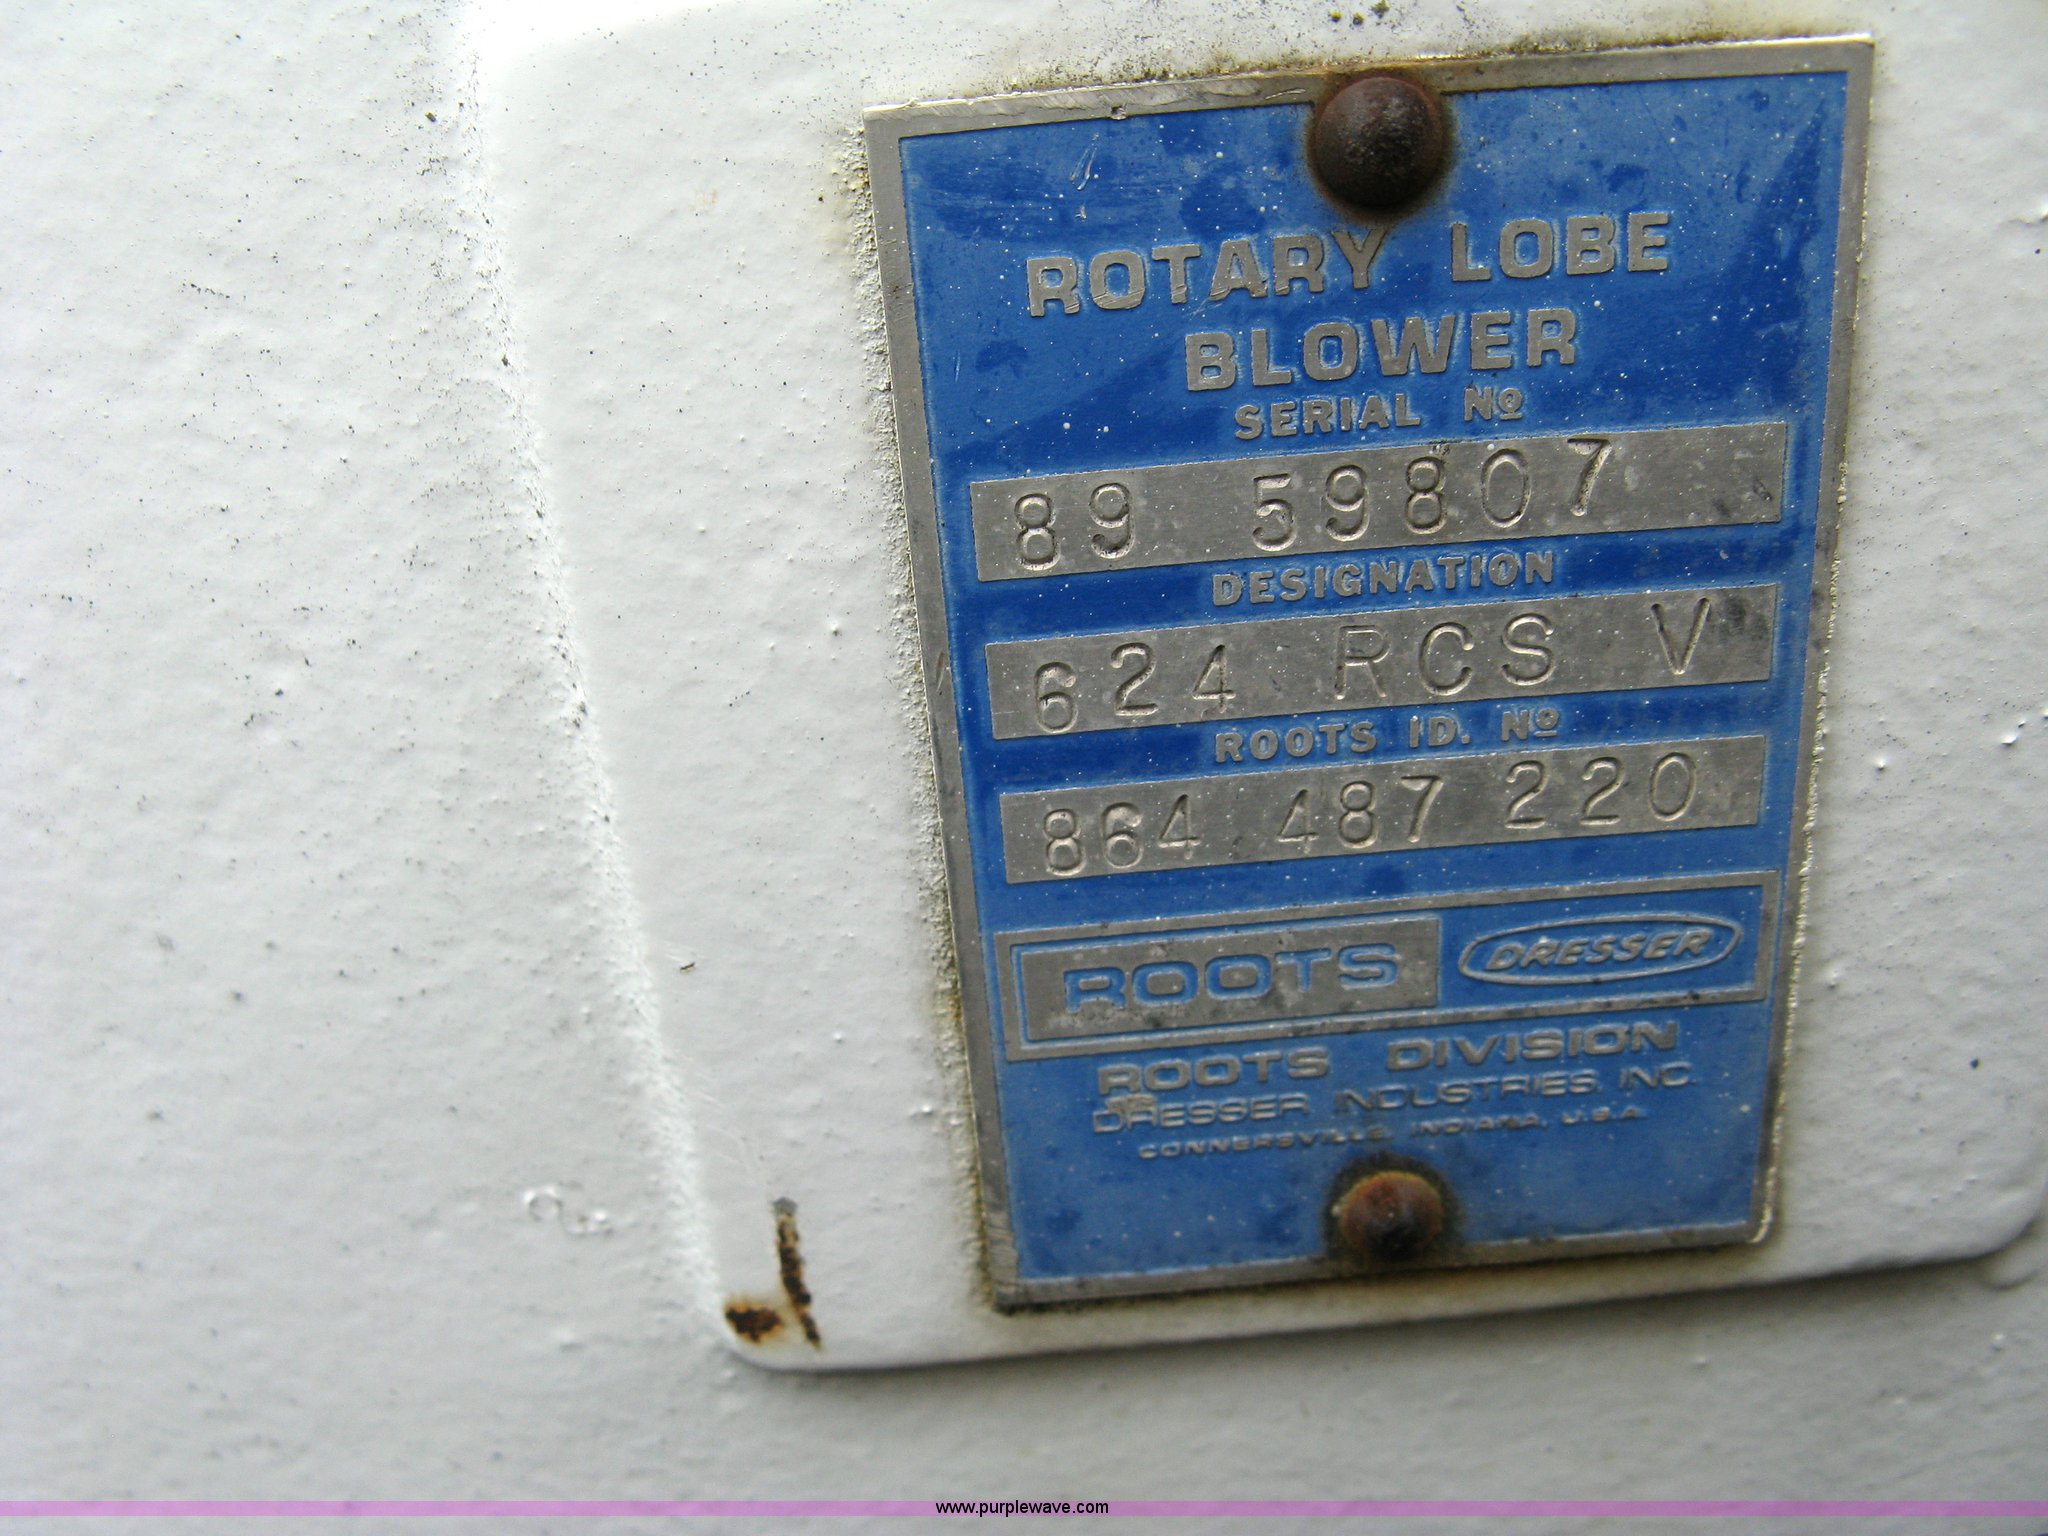 ROTARY LOBE
BLOWER
SERIAL Nº
89 59807
DESIGNATION
624 RCS V
ROOTS ID. Nº
864 487 220
ROOTS DRESSER
ROOTS DIVISION
DRESSER INDUSTRIES, INC.
CONNERSVILLE, INDIANA, U.S.A.
www.purplewave.com